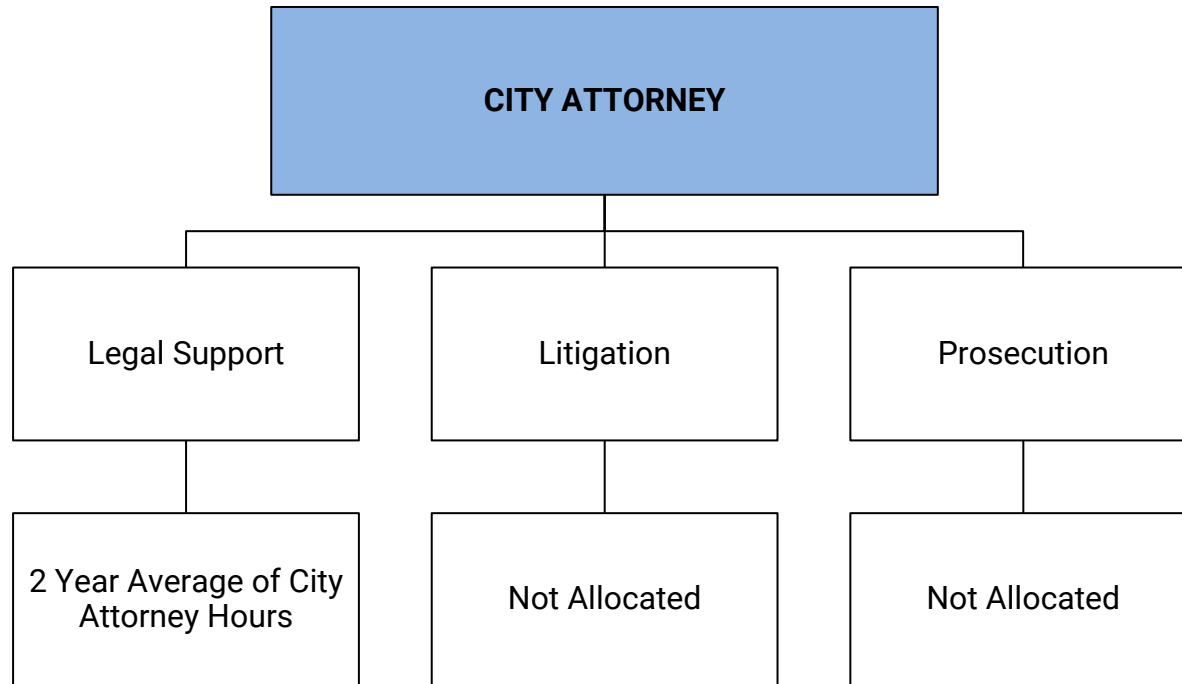 CITY ATTORNEY
Legal Support
Litigation
Prosecution
2 Year Average of City
Attorney Hours
Not Allocated
Not Allocated